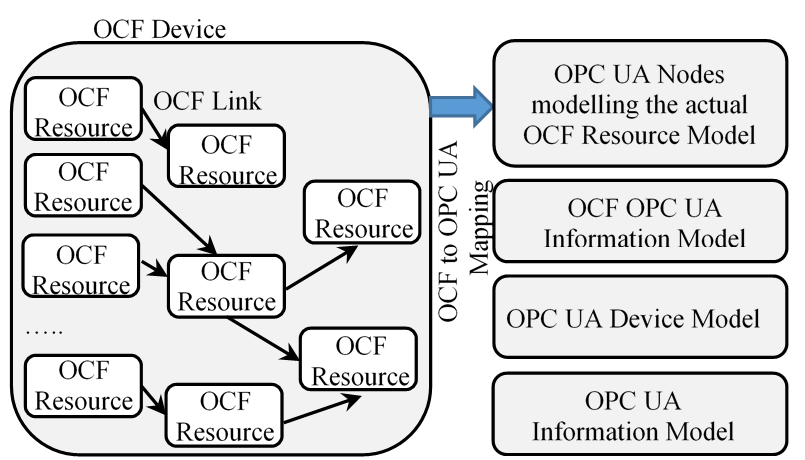 OCF Device
OCF
Resource
OCF Link
OCF
Resource
OCF
Resource
OCF
Resource
OCF
Resource
OCF
Resource
.....
OCF
Resource
OCF
Resource
OCF
Resource
OCF to OPC UA
Mapping
OPC UA Nodes
modelling the actual
OCF Resource Model
OCF OPC UA
Information Model
OPC UA Device Model
OPC UA
Information Model